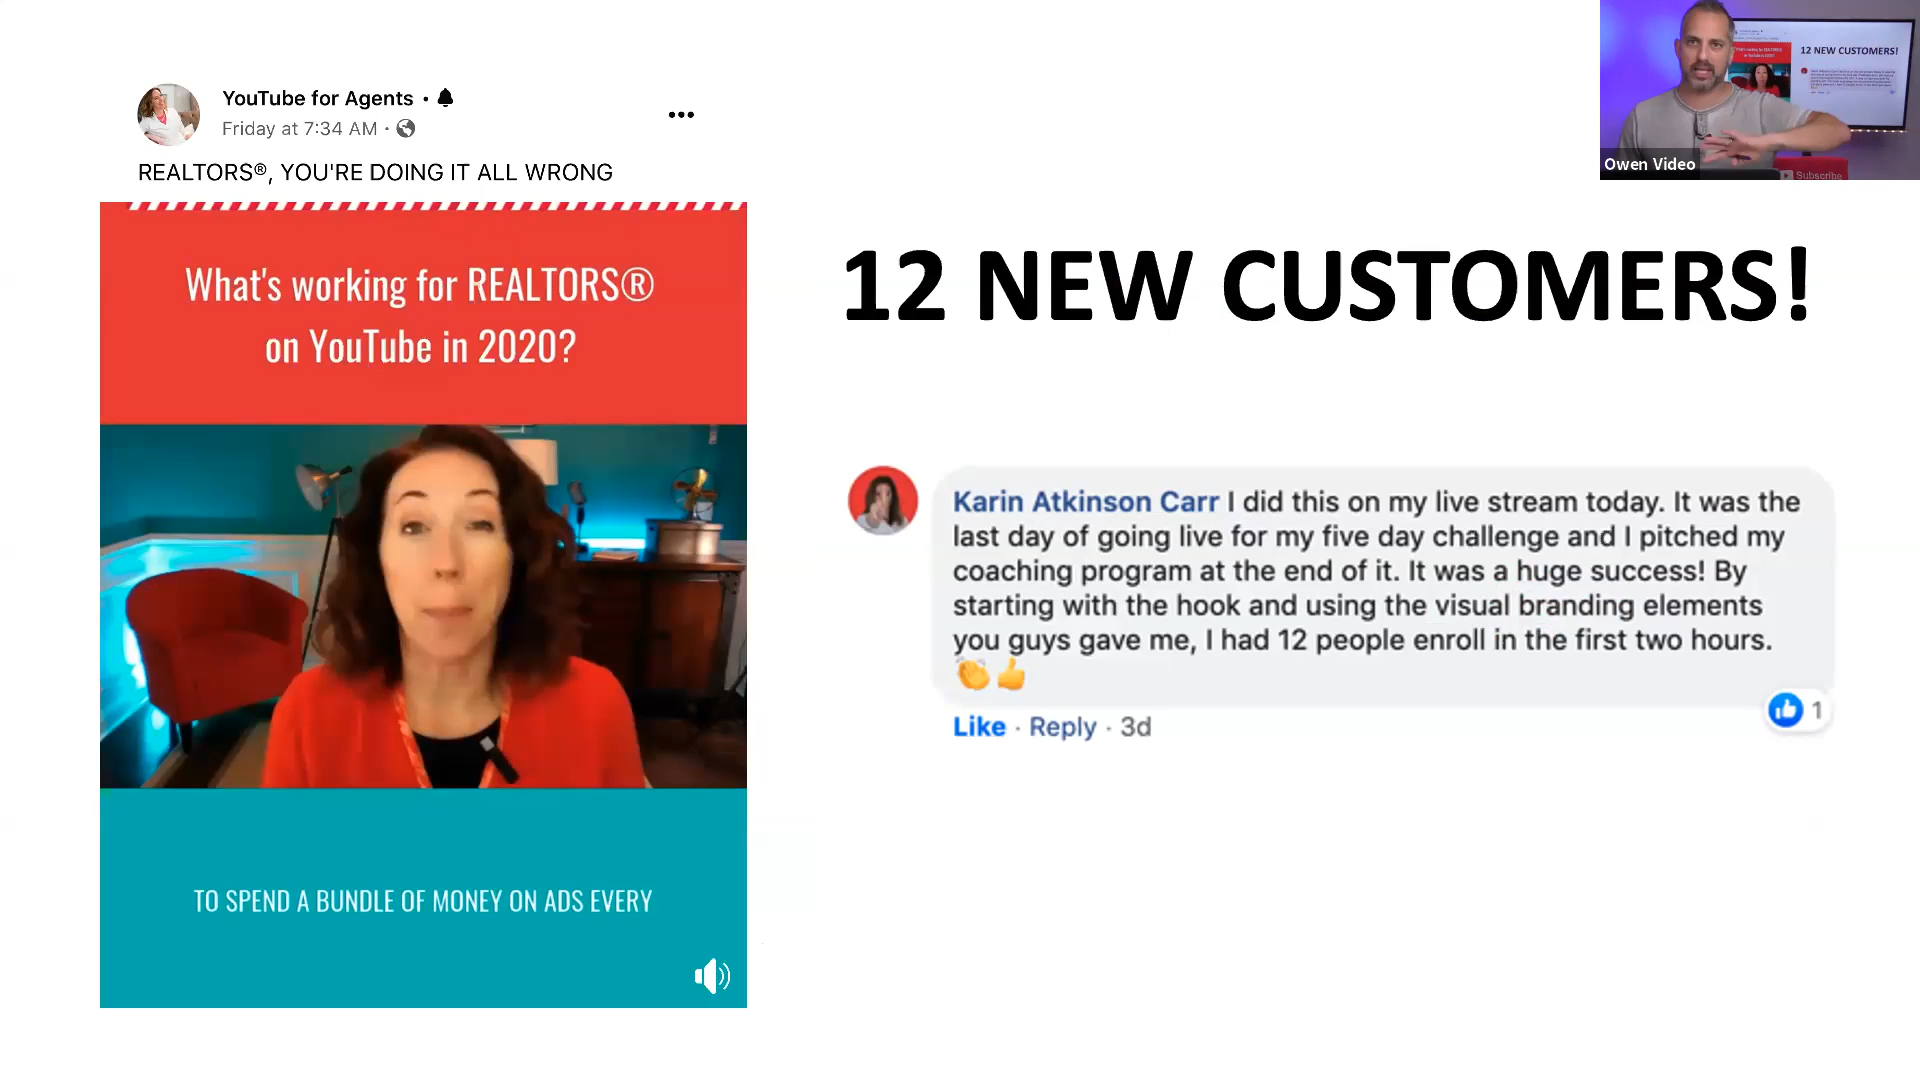 YouTube for Agents ·
Friday at 7:34 AM ·
REALTORS®, YOU'RE DOING IT ALL WRONG
What's working for REALTORS®
on YouTube in 2020?
TO SPEND A BUNDLE OF MONEY ON ADS EVERY
12 NEW CUSTOMERS!
Karin Atkinson Carr I did this on my live stream today. It was the
last day of going live for my five day challenge and I pitched my
coaching program at the end of it. It was a huge success! By
starting with the hook and using the visual branding elements
you guys gave me, I had 12 people enroll in the first two hours.
👏👍
Like · Reply · 3d
1
12 NEW CUSTOMERS!
Owen Video
Subscribe